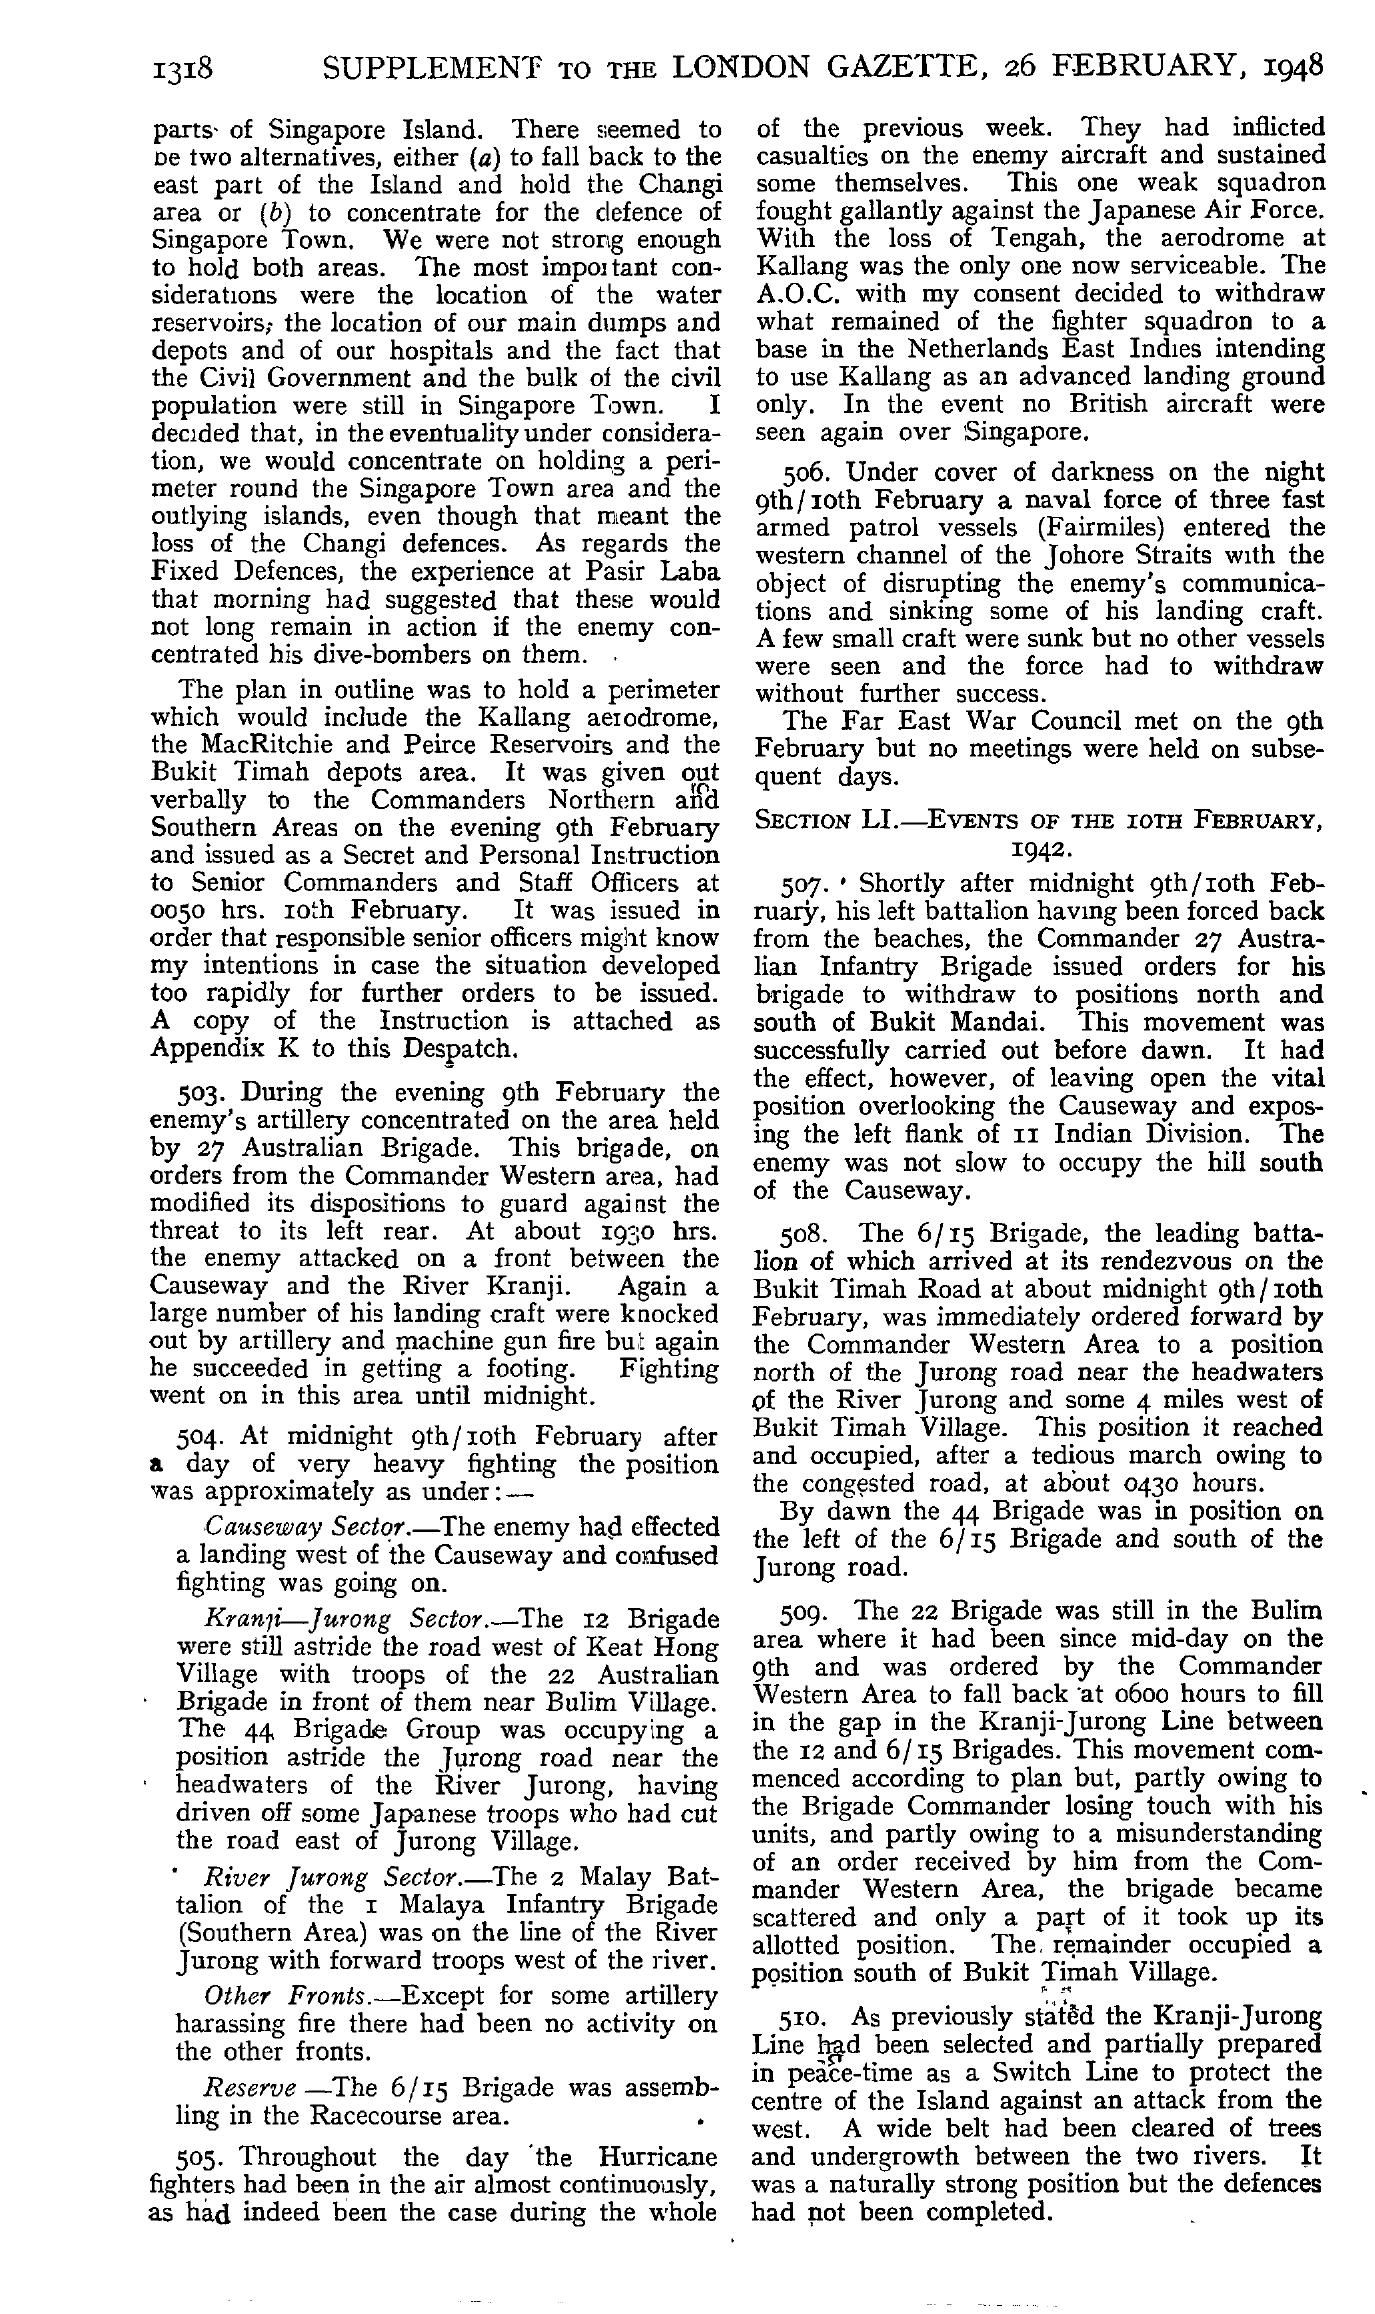 1318 SUPPLEMENT TO THE LONDON GAZETTE, 26 FEBRUARY, 1948
parts of Singapore Island. There seemed to
be two alternatives, either (a) to fall back to the
east part of the Island and hold the Changi
area or (b) to concentrate for the defence of
Singapore Town. We were not strong enough
to hold both areas. The most important con-
siderations were the location of the water
reservoirs, the location of our main dumps and
depots and of our hospitals and the fact that
the Civil Government and the bulk of the civil
population were still in Singapore Town. I
decided that, in the eventuality under considera-
tion, we would concentrate on holding a peri-
meter round the Singapore Town area and the
outlying islands, even though that meant the
loss of the Changi defences. As regards the
Fixed Defences, the experience at Pasir Laba
that morning had suggested that these would
not long remain in action if the enemy con-
centrated his dive-bombers on them.
The plan in outline was to hold a perimeter
which would include the Kallang aerodrome,
the MacRitchie and Peirce Reservoirs and the
Bukit Timah depots area. It was given out
verbally to the Commanders Northern and
Southern Areas on the evening 9th February
and issued as a Secret and Personal Instruction
to Senior Commanders and Staff Officers at
0050 hrs. 10th February. It was issued in
order that responsible senior officers might know
my intentions in case the situation developed
too rapidly for further orders to be issued.
A copy of the Instruction is attached as
Appendix K to this Despatch.
503. During the evening 9th February the
enemy's artillery concentrated on the area held
by 27 Australian Brigade. This brigade, on
orders from the Commander Western area, had
modified its dispositions to guard against the
threat to its left rear. At about 1930 hrs.
the enemy attacked on a front between the
Causeway and the River Kranji. Again a
large number of his landing craft were knocked
out by artillery and machine gun fire but again
he succeeded in getting a footing. Fighting
went on in this area until midnight.
504. At midnight 9th/10th February after
a day of very heavy fighting the position
was approximately as under:—
Causeway Sector.—The enemy had effected
a landing west of the Causeway and confused
fighting was going on.
Kranji—Jurong Sector.—The 12 Brigade
were still astride the road west of Keat Hong
Village with troops of the 22 Australian
Brigade in front of them near Bulim Village.
The 44 Brigade Group was occupying a
position astride the Jurong road near the
headwaters of the River Jurong, having
driven off some Japanese troops who had cut
the road east of Jurong Village.
River Jurong Sector.—The 2 Malay Bat-
talion of the 1 Malaya Infantry Brigade
(Southern Area) was on the line of the River
Jurong with forward troops west of the river.
Other Fronts.—Except for some artillery
harassing fire there had been no activity on
the other fronts.
Reserve —The 6/15 Brigade was assemb-
ling in the Racecourse area.
505. Throughout the day the Hurricane
fighters had been in the air almost continuously,
as had indeed been the case during the whole
of the previous week. They had inflicted
casualties on the enemy aircraft and sustained
some themselves. This one weak squadron
fought gallantly against the Japanese Air Force.
With the loss of Tengah, the aerodrome at
Kallang was the only one now serviceable. The
A.O.C. with my consent decided to withdraw
what remained of the fighter squadron to a
base in the Netherlands East Indies intending
to use Kallang as an advanced landing ground
only. In the event no British aircraft were
seen again over Singapore.
506. Under cover of darkness on the night
9th/10th February a naval force of three fast
armed patrol vessels (Fairmiles) entered the
western channel of the Johore Straits with the
object of disrupting the enemy's communica-
tions and sinking some of his landing craft.
A few small craft were sunk but no other vessels
were seen and the force had to withdraw
without further success.
The Far East War Council met on the 9th
February but no meetings were held on subse-
quent days.
SECTION LI.—EVENTS OF THE 10TH FEBRUARY,
1942.
507. Shortly after midnight 9th/10th Feb-
ruary, his left battalion having been forced back
from the beaches, the Commander 27 Austra-
lian Infantry Brigade issued orders for his
brigade to withdraw to positions north and
south of Bukit Mandai. This movement was
successfully carried out before dawn. It had
the effect, however, of leaving open the vital
position overlooking the Causeway and expos-
ing the left flank of 11 Indian Division. The
enemy was not slow to occupy the hill south
of the Causeway.
508. The 6/15 Brigade, the leading batta-
lion of which arrived at its rendezvous on the
Bukit Timah Road at about midnight 9th/10th
February, was immediately ordered forward by
the Commander Western Area to a position
north of the Jurong road near the headwaters
of the River Jurong and some 4 miles west of
Bukit Timah Village. This position it reached
and occupied, after a tedious march owing to
the congested road, at about 0430 hours.
By dawn the 44 Brigade was in position on
the left of the 6/15 Brigade and south of the
Jurong road.
509. The 22 Brigade was still in the Bulim
area where it had been since mid-day on the
9th and was ordered by the Commander
Western Area to fall back at 0600 hours to fill
in the gap in the Kranji-Jurong Line between
the 12 and 6/15 Brigades. This movement com-
menced according to plan but, partly owing to
the Brigade Commander losing touch with his
units, and partly owing to a misunderstanding
of an order received by him from the Com-
mander Western Area, the brigade became
scattered and only a part of it took up its
allotted position. The remainder occupied a
position south of Bukit Timah Village.
510. As previously stated the Kranji-Jurong
Line had been selected and partially prepared
in peace-time as a Switch Line to protect the
centre of the Island against an attack from the
west. A wide belt had been cleared of trees
and undergrowth between the two rivers. It
was a naturally strong position but the defences
had not been completed.